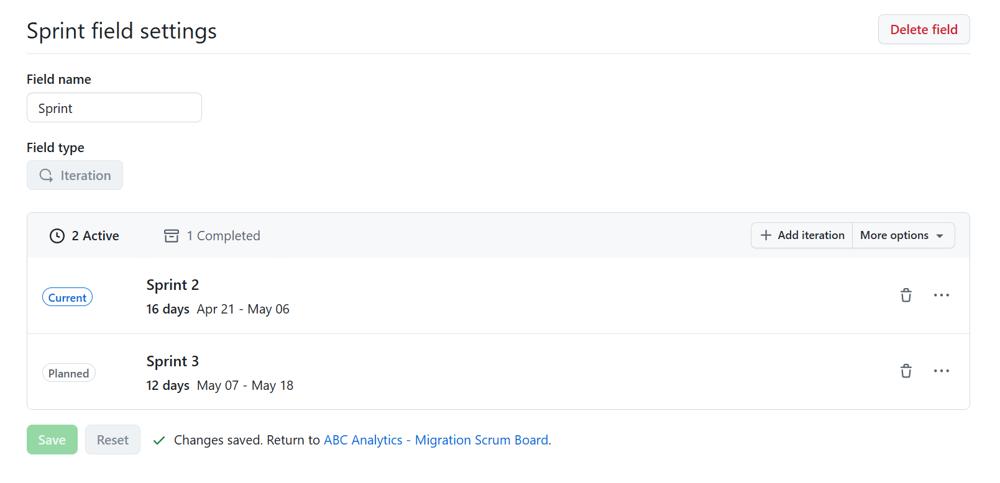 Sprint field settings
Delete field
Field name
Sprint
Field type
Iteration
2 Active
1 Completed
Add iteration
More options
Current
Sprint 2
16 days Apr 21 - May 06
Planned
Sprint 3
12 days May 07 - May 18
Save
Reset
Changes saved. Return to ABC Analytics - Migration Scrum Board.